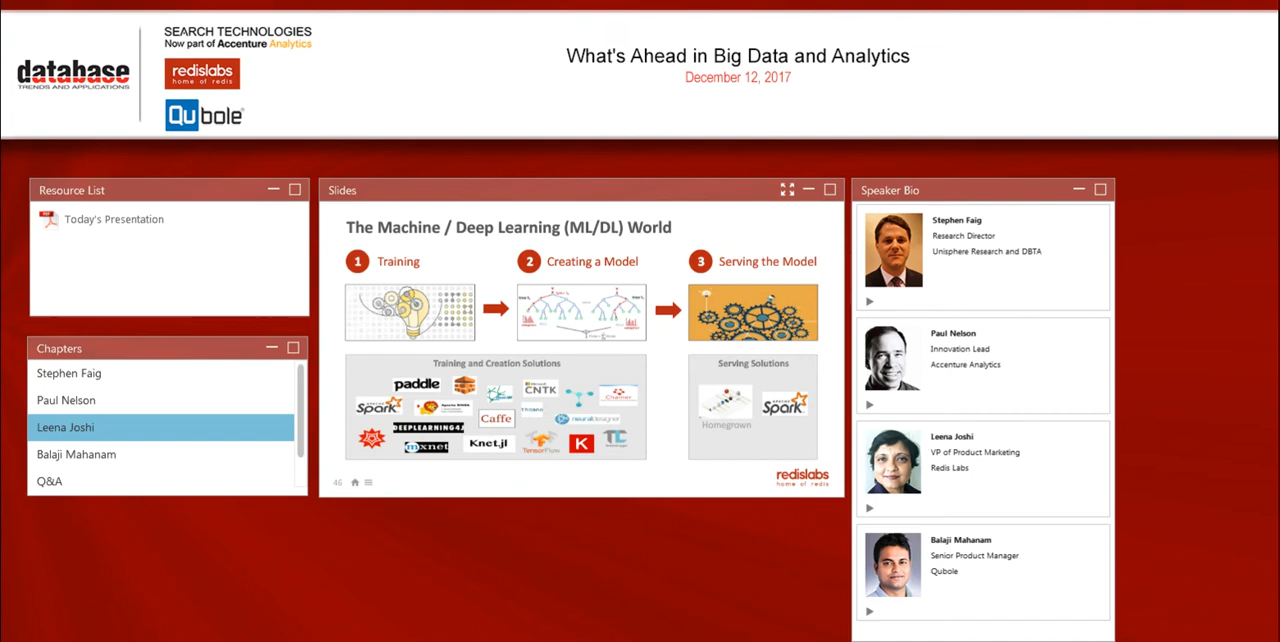 SEARCH TECHNOLOGIES
Now part of Accenture Analytics
database
TRENDS AND APPLICATIONS
redislabs
home of redis
Qubole
What's Ahead in Big Data and Analytics
December 12, 2017
Resource List
Today's Presentation
Chapters
Stephen Faig
Paul Nelson
Leena Joshi
Balaji Mahanam
Q&A
Slides
The Machine / Deep Learning (ML/DL) World
1 Training
2 Creating a Model
3 Serving the Model
Training and Creation Solutions
paddle
Microsoft
CNTK
Chainer
Spark
theano
Caffe
neuraldesigner
DEEPLEARNING4J
mxnet
Knet.jl
TensorFlow
K
Serving Solutions
Homegrown
Spark
46
redislabs
home of redis
Speaker Bio
Stephen Faig
Research Director
Unisphere Research and DBTA
Paul Nelson
Innovation Lead
Accenture Analytics
Leena Joshi
VP of Product Marketing
Redis Labs
Balaji Mahanam
Senior Product Manager
Qubole